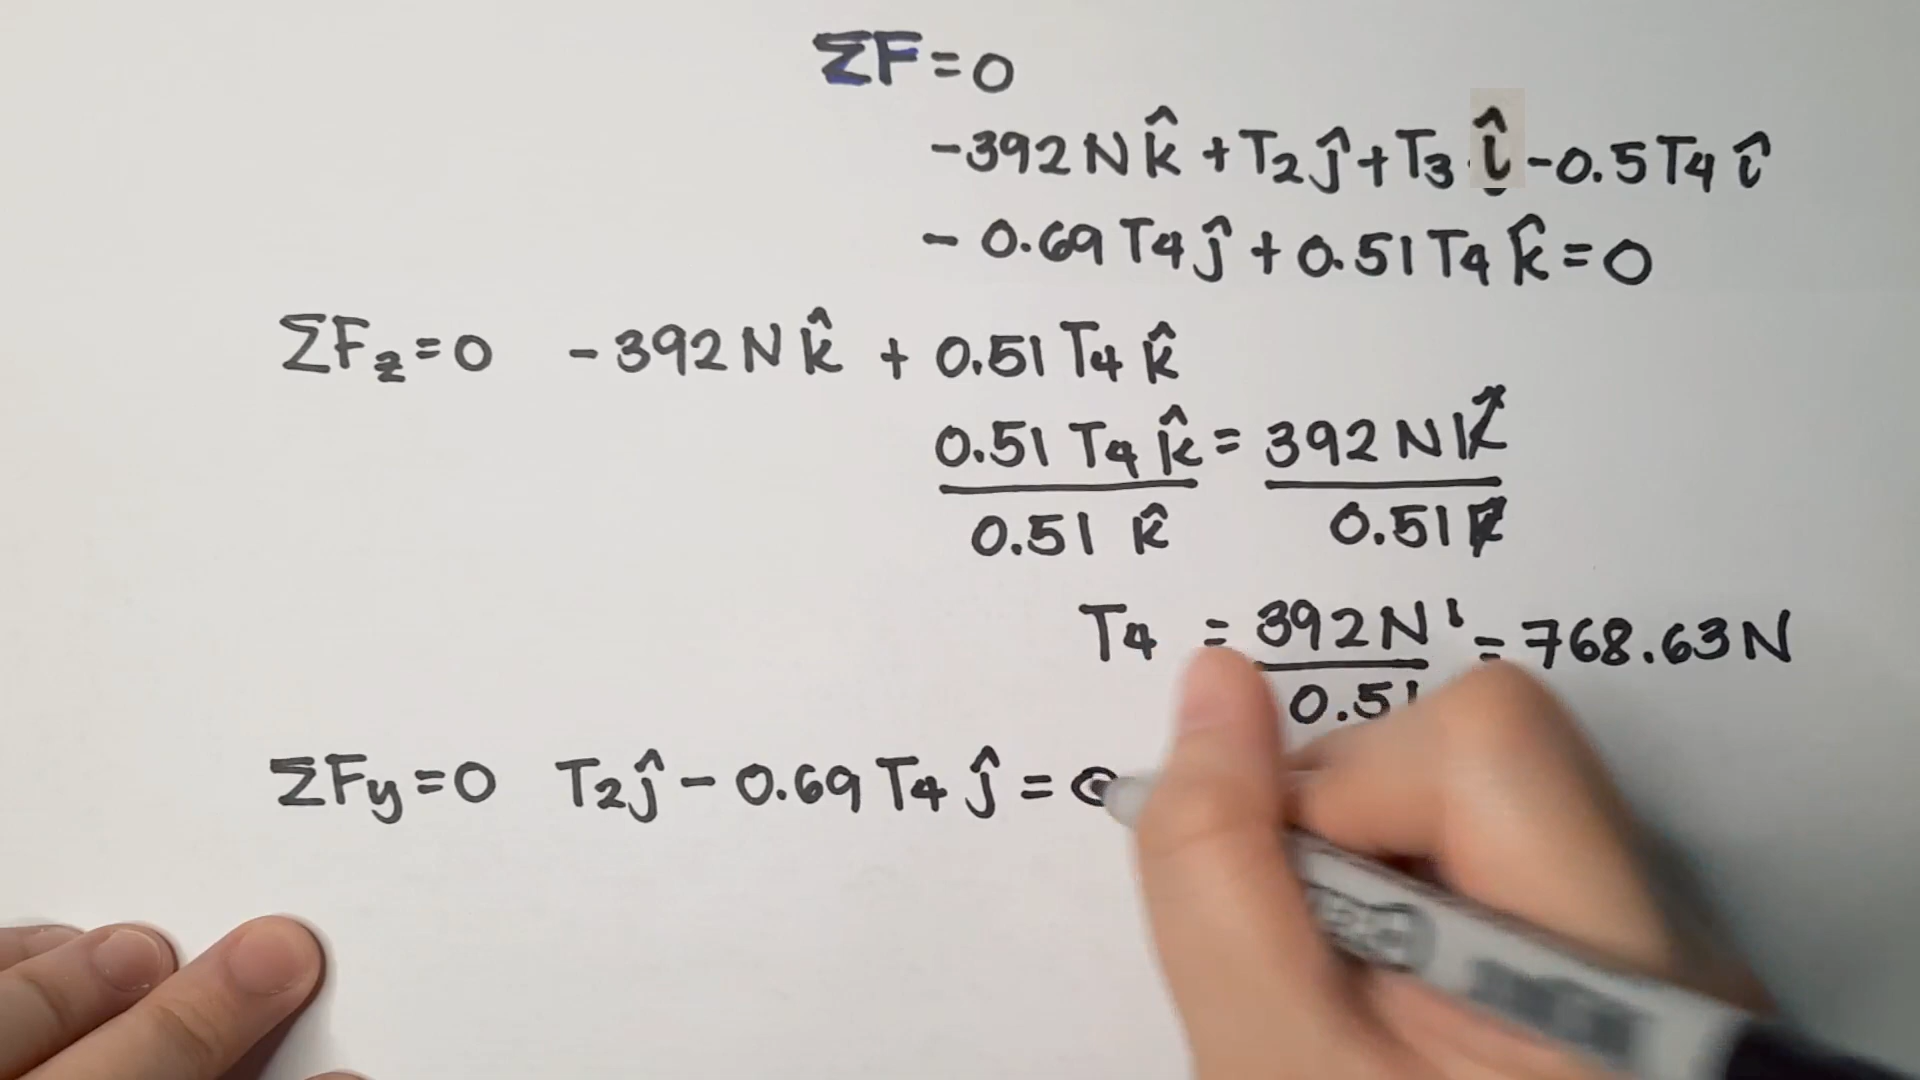 ΣF=0
-392 N k̂ + T2 ĵ + T3 î - 0.5 T4 î
- 0.69 T4 ĵ + 0.51 T4 k̂ = 0
ΣFz=0 - 392 N k̂ + 0.51 T4 k̂
0.51 T4 k̂ = 392 N k̂
0.51 k̂ 0.51 k̂
T4 = 392 N = 768.63 N
0.51
ΣFy=0 T2 ĵ - 0.69 T4 ĵ = 0